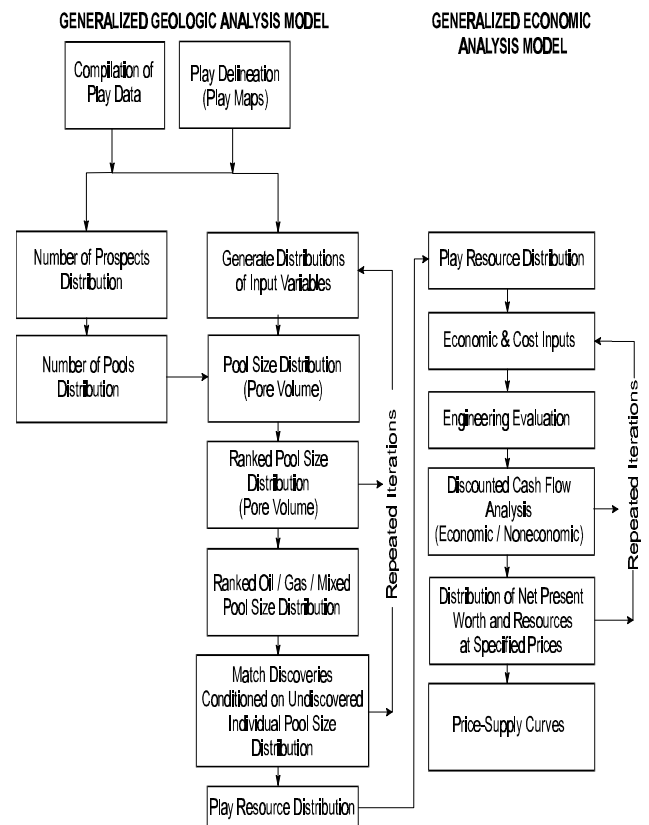 GENERALIZED GEOLOGIC ANALYSIS MODEL
Compilation of
Play Data
Play Delineation
(Play Maps)
Number of Prospects
Distribution
Generate Distributions
of Input Variables
Number of Pools
Distribution
Pool Size Distribution
(Pore Volume)
Ranked Pool Size
Distribution
(Pore Volume)
Ranked Oil / Gas / Mixed
Pool Size Distribution
Match Discoveries
Conditioned on Undiscovered
Individual Pool Size
Distribution
Play Resource Distribution
Repeated Iterations
GENERALIZED ECONOMIC
ANALYSIS MODEL
Play Resource Distribution
Economic & Cost Inputs
Engineering Evaluation
Discounted Cash Flow
Analysis
(Economic / Noneconomic)
Distribution of Net Present
Worth and Resources
at Specified Prices
Price-Supply Curves
Repeated Iterations